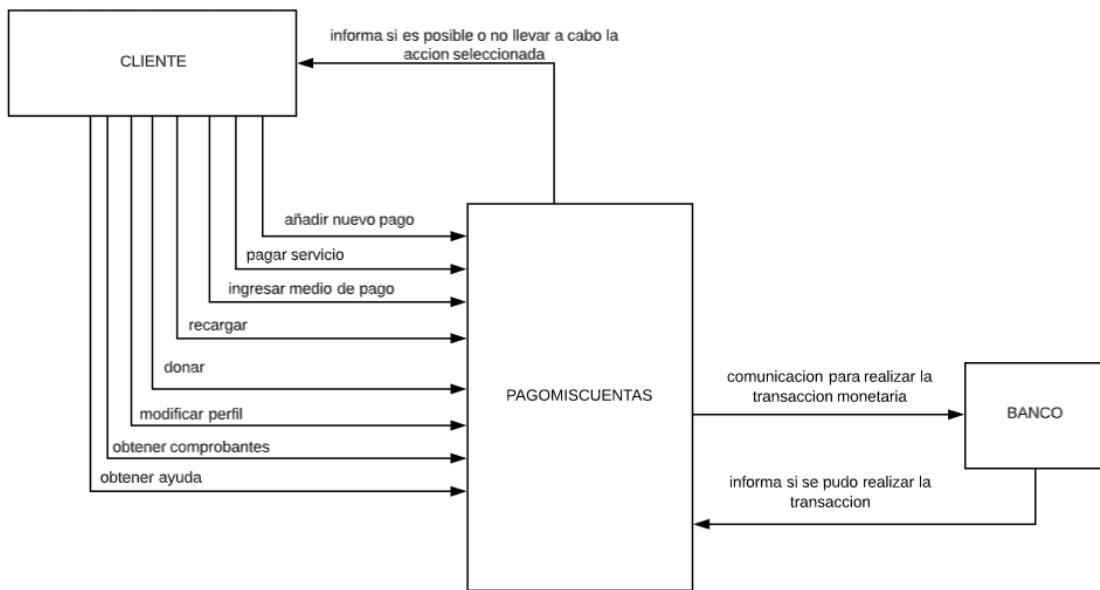 informa si es posible o no llevar a cabo la
accion seleccionada
CLIENTE
añadir nuevo pago
pagar servicio
ingresar medio de pago
recargar
donar
modificar perfil
obtener comprobantes
obtener ayuda
PAGOMISCUENTAS
comunicacion para realizar la
transaccion monetaria
BANCO
informa si se pudo realizar la
transaccion